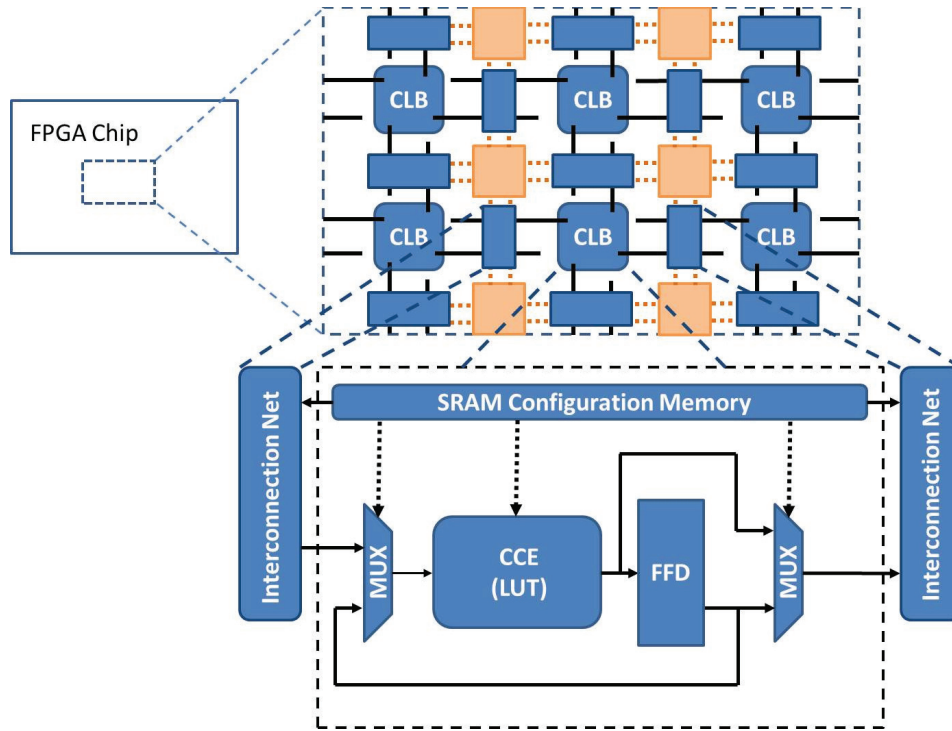 FPGA Chip
CLB
CLB
CLB
CLB
CLB
CLB
Interconnection Net
SRAM Configuration Memory
MUX
CCE
(LUT)
FFD
MUX
Interconnection Net